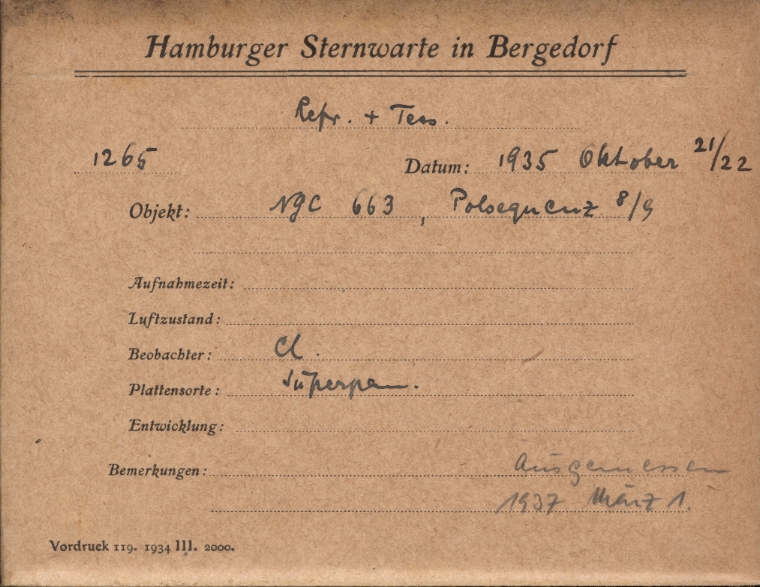 Hamburger Sternwarte in Bergedorf
Refr. + Tess.
1265 Datum: 1935 Oktober 21/22
Objekt: NGC 663, Polsequenz 8/9
Aufnahmezeit:
Luftzustand:
Beobachter: Cl.
Plattensorte: Superpan.
Entwicklung:
Bemerkungen: Ausgemessen
1937 März 1.
Vordruck 119. 1934 III. 2000.